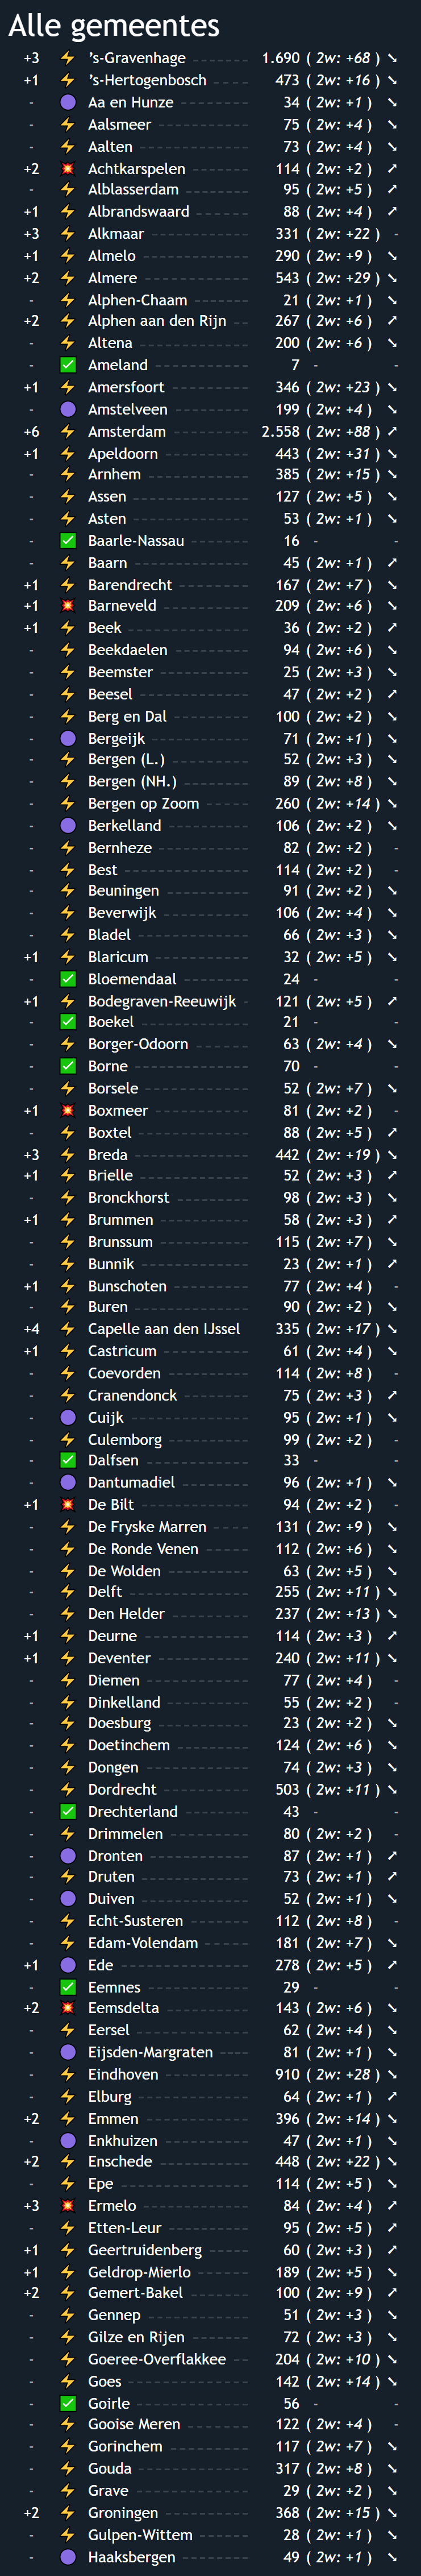 Alle gemeentes
+3 ⚡ ’s-Gravenhage 1.690 ( 2w: +68 ) ↘
+1 ⚡ ’s-Hertogenbosch 473 ( 2w: +16 ) ↘
- 🟣 Aa en Hunze 34 ( 2w: +1 ) ↘
- ⚡ Aalsmeer 75 ( 2w: +4 ) ↘
- ⚡ Aalten 73 ( 2w: +4 ) ↘
+2 💥 Achtkarspelen 114 ( 2w: +2 ) ↗
- ⚡ Alblasserdam 95 ( 2w: +5 ) ↗
+1 ⚡ Albrandswaard 88 ( 2w: +4 ) ↗
+3 ⚡ Alkmaar 331 ( 2w: +22 ) -
+1 ⚡ Almelo 290 ( 2w: +9 ) ↘
+2 ⚡ Almere 543 ( 2w: +29 ) ↘
- ⚡ Alphen-Chaam 21 ( 2w: +1 ) ↘
+2 ⚡ Alphen aan den Rijn 267 ( 2w: +6 ) ↗
- ⚡ Altena 200 ( 2w: +6 ) ↘
- ✅ Ameland 7 - -
+1 ⚡ Amersfoort 346 ( 2w: +23 ) ↘
- 🟣 Amstelveen 199 ( 2w: +4 ) ↘
+6 ⚡ Amsterdam 2.558 ( 2w: +88 ) ↗
+1 ⚡ Apeldoorn 443 ( 2w: +31 ) ↘
- ⚡ Arnhem 385 ( 2w: +15 ) ↘
- ⚡ Assen 127 ( 2w: +5 ) ↘
- ⚡ Asten 53 ( 2w: +1 ) ↘
- ✅ Baarle-Nassau 16 - -
- ⚡ Baarn 45 ( 2w: +1 ) ↗
+1 ⚡ Barendrecht 167 ( 2w: +7 ) ↘
+1 💥 Barneveld 209 ( 2w: +6 ) ↘
+1 ⚡ Beek 36 ( 2w: +2 ) ↗
- ⚡ Beekdaelen 94 ( 2w: +6 ) ↘
- ⚡ Beemster 25 ( 2w: +3 ) ↘
- ⚡ Beesel 47 ( 2w: +2 ) ↗
- ⚡ Berg en Dal 100 ( 2w: +2 ) ↘
- 🟣 Bergeijk 71 ( 2w: +1 ) ↘
- ⚡ Bergen (L.) 52 ( 2w: +3 ) ↘
- ⚡ Bergen (NH.) 89 ( 2w: +8 ) ↘
- ⚡ Bergen op Zoom 260 ( 2w: +14 ) ↘
- 🟣 Berkelland 106 ( 2w: +2 ) ↘
- ⚡ Bernheze 82 ( 2w: +2 ) -
- ⚡ Best 114 ( 2w: +2 ) -
- ⚡ Beuningen 91 ( 2w: +2 ) ↘
- ⚡ Beverwijk 106 ( 2w: +4 ) ↘
- ⚡ Bladel 66 ( 2w: +3 ) ↘
+1 ⚡ Blaricum 32 ( 2w: +5 ) ↘
- ✅ Bloemendaal 24 - -
+1 ⚡ Bodegraven-Reeuwijk 121 ( 2w: +5 ) ↗
- ✅ Boekel 21 - -
- ⚡ Borger-Odoorn 63 ( 2w: +4 ) ↘
- ✅ Borne 70 - -
- ⚡ Borsele 52 ( 2w: +7 ) ↘
+1 💥 Boxmeer 81 ( 2w: +2 ) -
- ⚡ Boxtel 88 ( 2w: +5 ) ↗
+3 ⚡ Breda 442 ( 2w: +19 ) ↘
+1 ⚡ Brielle 52 ( 2w: +3 ) ↗
- ⚡ Bronckhorst 98 ( 2w: +3 ) ↘
+1 ⚡ Brummen 58 ( 2w: +3 ) ↗
- ⚡ Brunssum 115 ( 2w: +7 ) ↘
- ⚡ Bunnik 23 ( 2w: +1 ) ↗
+1 ⚡ Bunschoten 77 ( 2w: +4 ) -
- ⚡ Buren 90 ( 2w: +2 ) ↘
+4 ⚡ Capelle aan den IJssel 335 ( 2w: +17 ) ↘
+1 ⚡ Castricum 61 ( 2w: +4 ) ↘
- ⚡ Coevorden 114 ( 2w: +8 ) -
- ⚡ Cranendonck 75 ( 2w: +3 ) ↗
- 🟣 Cuijk 95 ( 2w: +1 ) ↘
- ⚡ Culemborg 99 ( 2w: +2 ) -
- ✅ Dalfsen 33 - -
- 🟣 Dantumadiel 96 ( 2w: +1 ) ↘
+1 💥 De Bilt 94 ( 2w: +2 ) -
- ⚡ De Fryske Marren 131 ( 2w: +9 ) ↘
- ⚡ De Ronde Venen 112 ( 2w: +6 ) ↘
- ⚡ De Wolden 63 ( 2w: +5 ) ↘
- ⚡ Delft 255 ( 2w: +11 ) ↘
- ⚡ Den Helder 237 ( 2w: +13 ) ↘
+1 ⚡ Deurne 114 ( 2w: +3 ) ↗
+1 ⚡ Deventer 240 ( 2w: +11 ) ↘
- ⚡ Diemen 77 ( 2w: +4 ) -
- ⚡ Dinkelland 55 ( 2w: +2 ) -
- ⚡ Doesburg 23 ( 2w: +2 ) ↘
- ⚡ Doetinchem 124 ( 2w: +6 ) ↘
- ⚡ Dongen 74 ( 2w: +3 ) ↘
- ⚡ Dordrecht 503 ( 2w: +11 ) ↘
- ✅ Drechterland 43 - -
- ⚡ Drimmelen 80 ( 2w: +2 ) -
- 🟣 Dronten 87 ( 2w: +1 ) ↗
- ⚡ Druten 73 ( 2w: +1 ) ↗
- 🟣 Duiven 52 ( 2w: +1 ) ↘
- ⚡ Echt-Susteren 112 ( 2w: +8 ) -
- ⚡ Edam-Volendam 181 ( 2w: +7 ) ↘
+1 🟣 Ede 278 ( 2w: +5 ) ↗
- ✅ Eemnes 29 - -
+2 💥 Eemsdelta 143 ( 2w: +6 ) ↘
- ⚡ Eersel 62 ( 2w: +4 ) ↘
- 🟣 Eijsden-Margraten 81 ( 2w: +1 ) ↘
- ⚡ Eindhoven 910 ( 2w: +28 ) ↘
- ⚡ Elburg 64 ( 2w: +1 ) ↗
+2 ⚡ Emmen 396 ( 2w: +14 ) ↘
- 🟣 Enkhuizen 47 ( 2w: +1 ) ↘
+2 ⚡ Enschede 448 ( 2w: +22 ) ↘
- ⚡ Epe 114 ( 2w: +5 ) ↘
+3 💥 Ermelo 84 ( 2w: +4 ) ↗
- ⚡ Etten-Leur 95 ( 2w: +5 ) ↗
+1 ⚡ Geertruidenberg 60 ( 2w: +3 ) ↗
+1 ⚡ Geldrop-Mierlo 189 ( 2w: +5 ) ↘
+2 ⚡ Gemert-Bakel 100 ( 2w: +9 ) ↗
- ⚡ Gennep 51 ( 2w: +3 ) ↘
- ⚡ Gilze en Rijen 72 ( 2w: +3 ) ↘
- ⚡ Goeree-Overflakkee 204 ( 2w: +10 ) ↘
- ⚡ Goes 142 ( 2w: +14 ) ↘
- ✅ Goirle 56 - -
- ⚡ Gooise Meren 122 ( 2w: +4 ) -
- ⚡ Gorinchem 117 ( 2w: +7 ) ↘
- ⚡ Gouda 317 ( 2w: +8 ) ↘
- ⚡ Grave 29 ( 2w: +2 ) ↘
+2 ⚡ Groningen 368 ( 2w: +15 ) ↘
- ⚡ Gulpen-Wittem 28 ( 2w: +1 ) ↘
- 🟣 Haaksbergen 49 ( 2w: +1 ) ↘